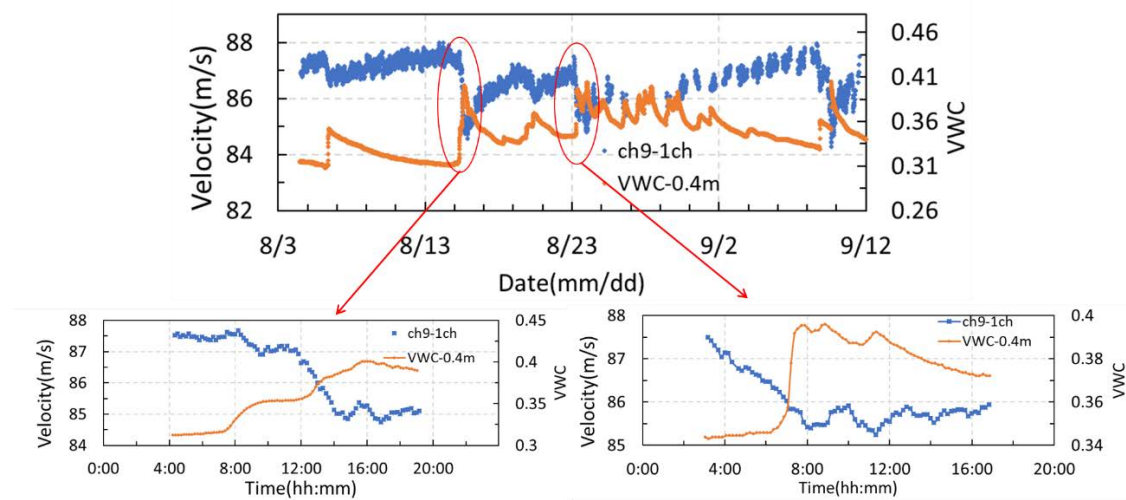 Velocity(m/s)
88
86
84
82
0.46
0.41
0.36
0.31
0.26
VWC
ch9-1ch
VWC-0.4m
8/3
8/13
8/23
9/2
9/12
Date(mm/dd)
Velocity(m/s)
88
87
86
85
84
0.45
0.4
0.35
0.3
VWC
ch9-1ch
VWC-0.4m
0:00
4:00
8:00
12:00
16:00
20:00
Time(hh:mm)
Velocity(m/s)
88
87
86
85
0.4
0.38
0.36
0.34
VWC
ch9-1ch
VWC-0.4m
0:00
4:00
8:00
12:00
16:00
20:00
Time(hh:mm)